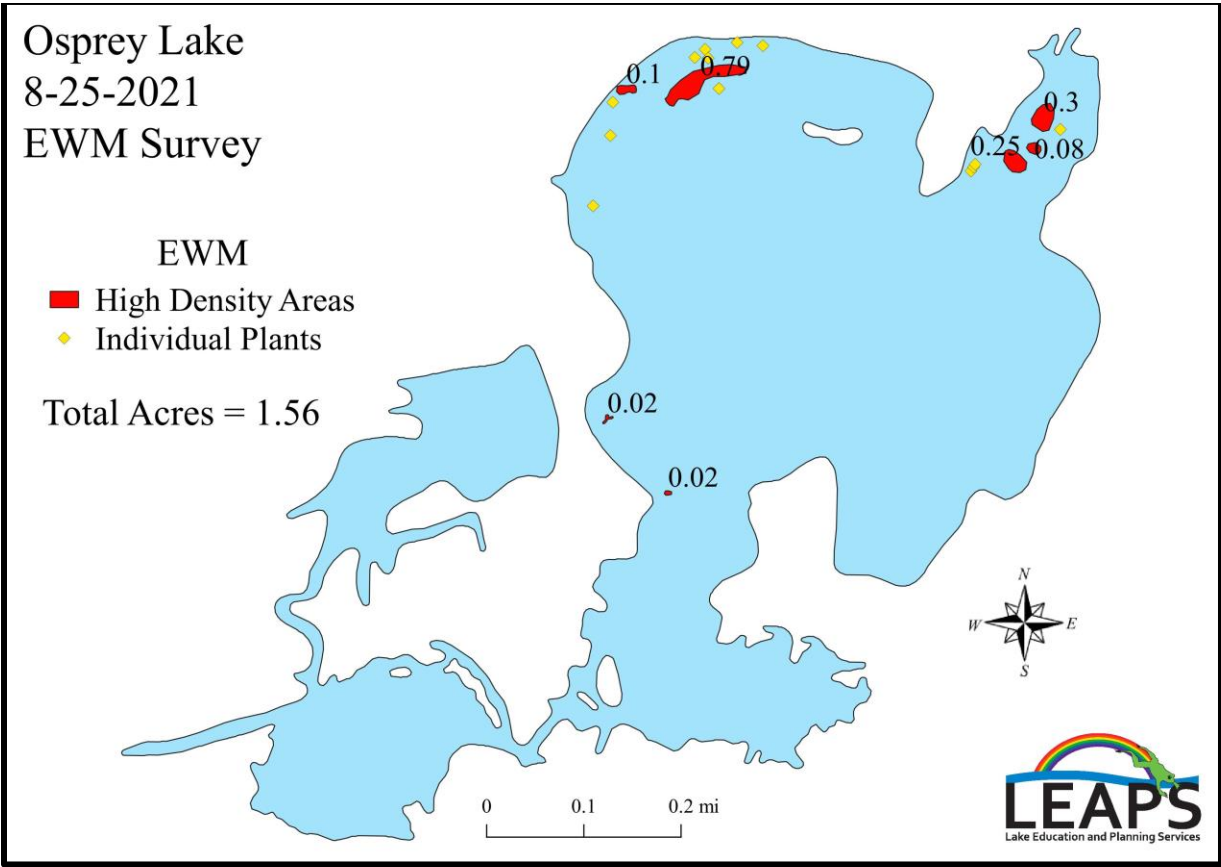 Osprey Lake
8-25-2021
EWM Survey
EWM
High Density Areas
Individual Plants
Total Acres = 1.56
0.1
0.79
0.3
0.25
0.08
0.02
0.02
N
W
E
S
0
0.1
0.2 mi
LEAPS
Lake Education and Planning Services